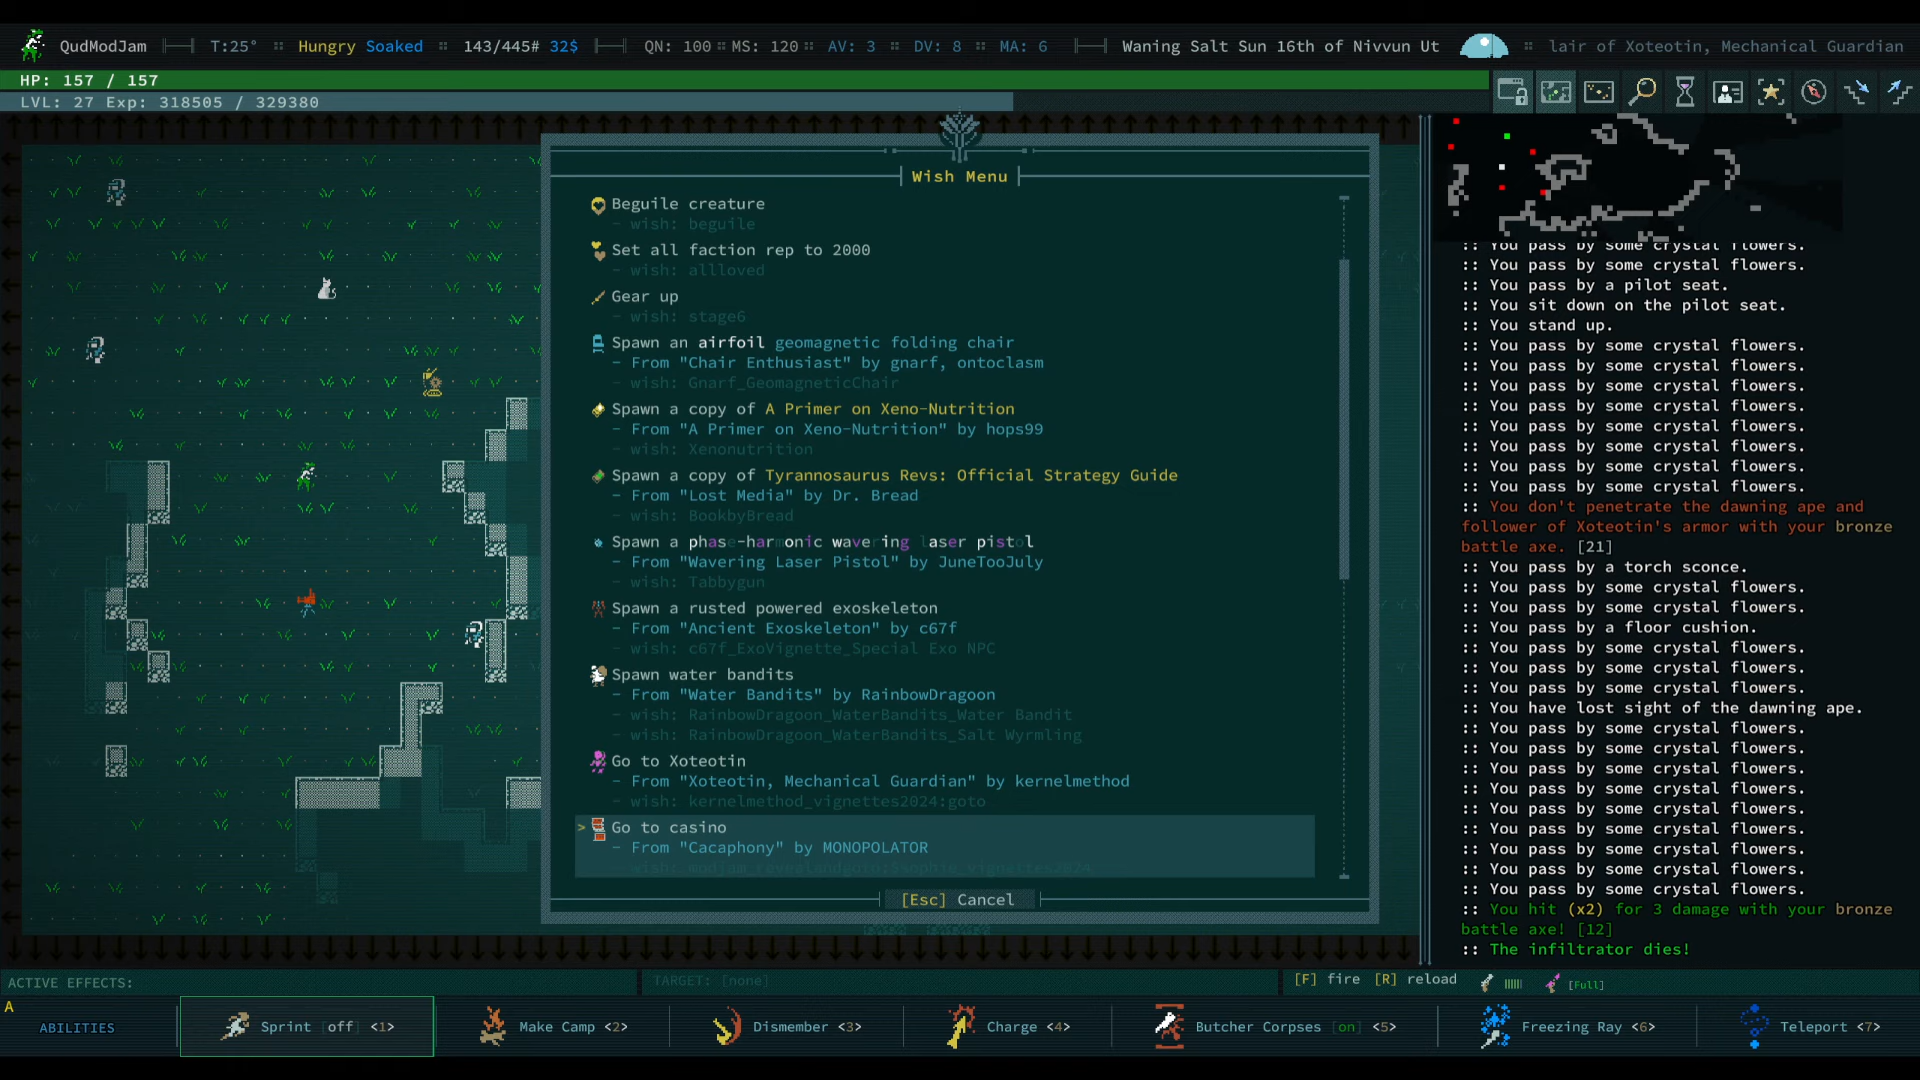 QudModJam T:25° Hungry Soaked 143/445# 32$ QN: 100 MS: 120 AV: 3 DV: 8 MA: 6 Waning Salt Sun 16th of Nivvun Ut lair of Xoteotin, Mechanical Guardian
HP: 157 / 157
LVL: 27 Exp: 318505 / 329380
Wish Menu
Beguile creature
- wish: beguile
Set all faction rep to 2000
- wish: allloved
Gear up
- wish: stage6
Spawn an airfoil geomagnetic folding chair
- From "Chair Enthusiast" by gnarf, ontoclasm
- wish: Gnarf_GeomagneticChair
Spawn a copy of A Primer on Xeno-Nutrition
- From "A Primer on Xeno-Nutrition" by hops99
- wish: Xenonutrition
Spawn a copy of Tyrannosaurus Revs: Official Strategy Guide
- From "Lost Media" by Dr. Bread
- wish: BookbyBread
Spawn a phase-harmonic wavering laser pistol
- From "Wavering Laser Pistol" by JuneTooJuly
- wish: Tabbygun
Spawn a rusted powered exoskeleton
- From "Ancient Exoskeleton" by c67f
- wish: c67f_ExoVignette_Special Exo NPC
Spawn water bandits
- From "Water Bandits" by RainbowDragoon
- wish: RainbowDragoon_WaterBandits_Water Bandit
- wish: RainbowDragoon_WaterBandits_Salt Wyrmling
Go to Xoteotin
- From "Xoteotin, Mechanical Guardian" by kernelmethod
- wish: kernelmethod_vignettes2024:goto
> Go to casino
- From "Cacaphony" by MONOPOLATOR
[Esc] Cancel
:: You pass by some crystal flowers.
:: You pass by some crystal flowers.
:: You pass by a pilot seat.
:: You sit down on the pilot seat.
:: You stand up.
:: You pass by some crystal flowers.
:: You pass by some crystal flowers.
:: You pass by some crystal flowers.
:: You pass by some crystal flowers.
:: You pass by some crystal flowers.
:: You pass by some crystal flowers.
:: You pass by some crystal flowers.
:: You pass by some crystal flowers.
:: You don't penetrate the dawning ape and
follower of Xoteotin's armor with your bronze
battle axe. [21]
:: You pass by a torch sconce.
:: You pass by some crystal flowers.
:: You pass by some crystal flowers.
:: You pass by a floor cushion.
:: You pass by some crystal flowers.
:: You pass by some crystal flowers.
:: You pass by some crystal flowers.
:: You have lost sight of the dawning ape.
:: You pass by some crystal flowers.
:: You pass by some crystal flowers.
:: You pass by some crystal flowers.
:: You pass by some crystal flowers.
:: You pass by some crystal flowers.
:: You pass by some crystal flowers.
:: You pass by some crystal flowers.
:: You pass by some crystal flowers.
:: You pass by some crystal flowers.
:: You hit (x2) for 3 damage with your bronze
battle axe! [12]
:: The infiltrator dies!
ACTIVE EFFECTS: TARGET: [none] [F] fire [R] reload [Full]
A
ABILITIES Sprint [off] <1> Make Camp <2> Dismember <3> Charge <4> Butcher Corpses [on] <5> Freezing Ray <6> Teleport <7>